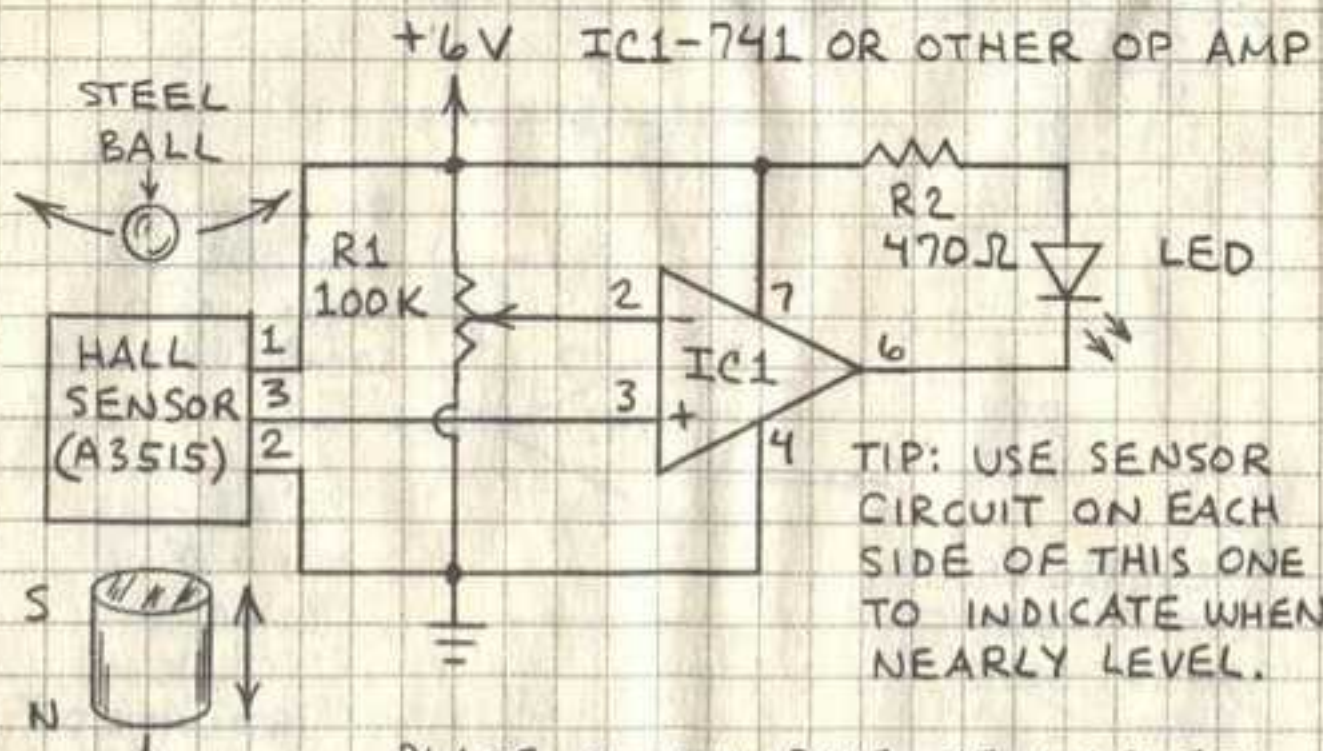 +6V IC1-741 OR OTHER OP AMP
STEEL
BALL
R1
100K
R2
470Ω
LED
2
-
7
IC1
6
3
+
4
HALL
SENSOR
(A3515)
1
3
2
TIP: USE SENSOR
CIRCUIT ON EACH
SIDE OF THIS ONE
TO INDICATE WHEN
NEARLY LEVEL.
S
N